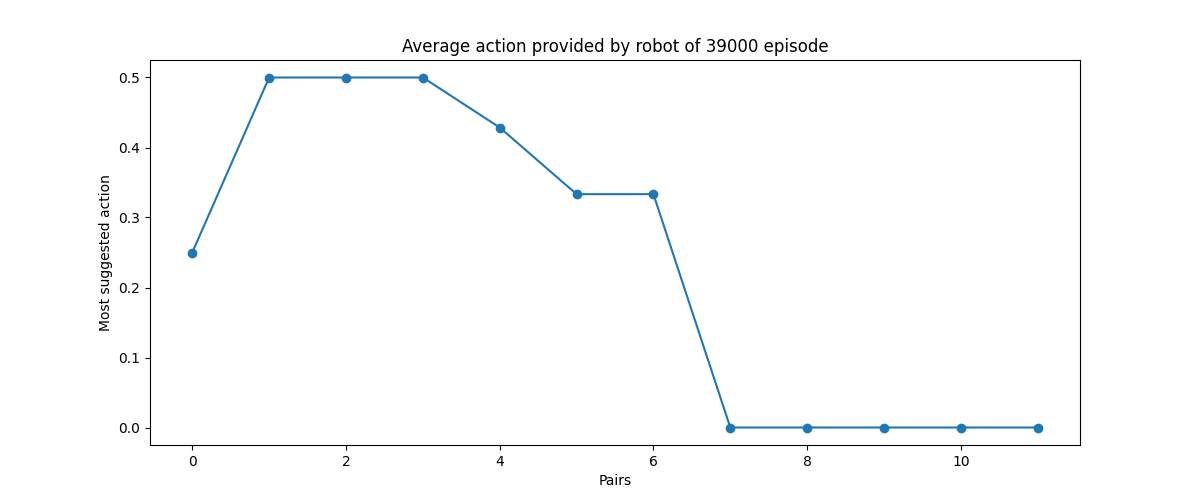 Average action provided by robot of 39000 episode
Most suggested action
0.5
0.4
0.3
0.2
0.1
0.0
0 2 4 6 8 10
Pairs